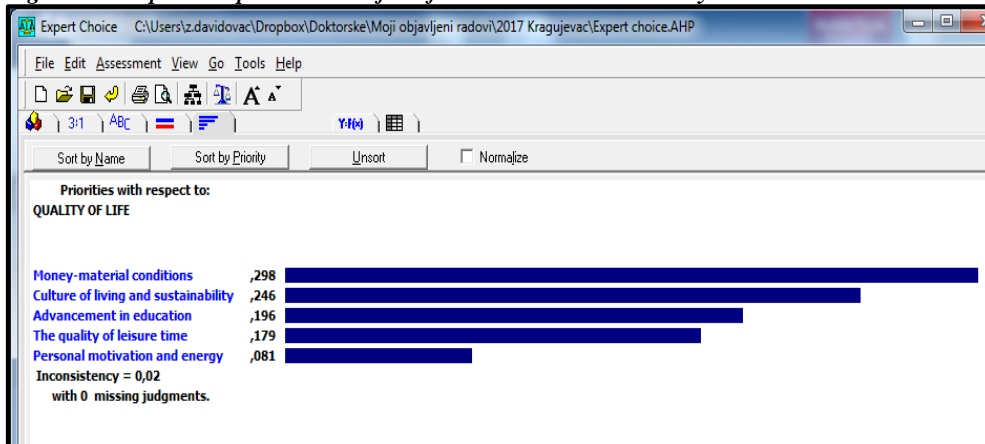 Expert Choice C:\Users\z.davidovac\Dropbox\Doktorske\Moji objavljeni radovi\2017 Kragujevac\Expert choice.AHP
File Edit Assessment View Go Tools Help
A A
3:1 ABC Y=f(x)
Sort by Name Sort by Priority Unsort Normalize
Priorities with respect to:
QUALITY OF LIFE
Money-material conditions ,298
Culture of living and sustainability ,246
Advancement in education ,196
The quality of leisure time ,179
Personal motivation and energy ,081
Inconsistency = 0,02
with 0 missing judgments.